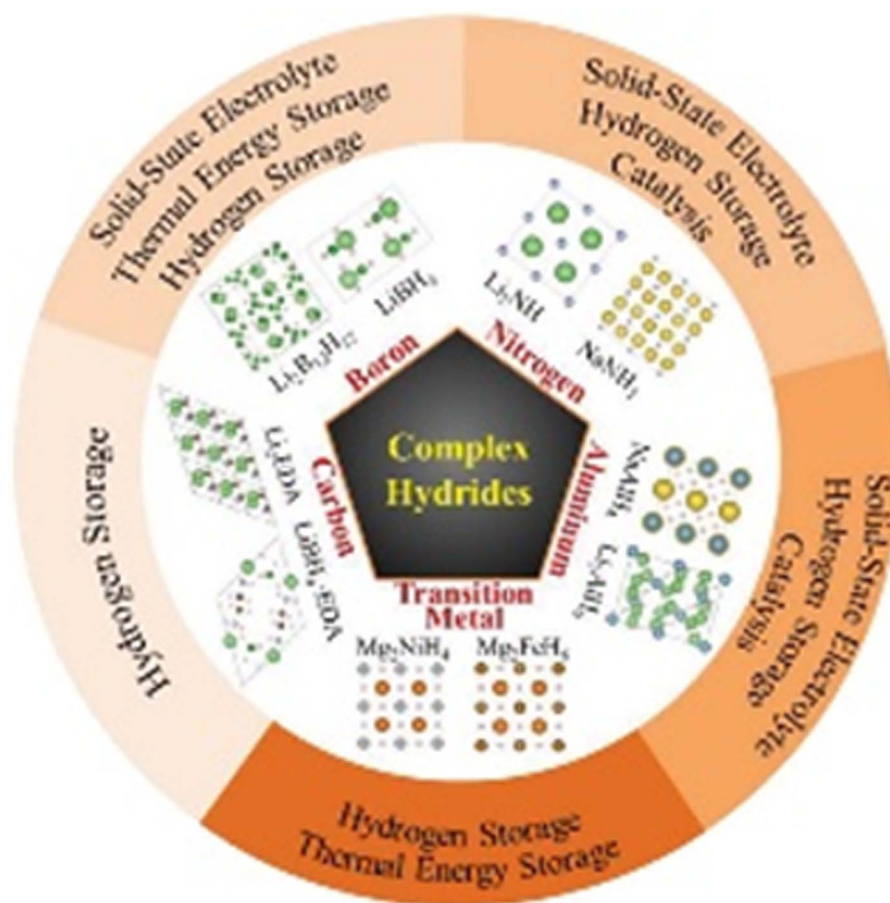 Solid-State Electrolyte
Thermal Energy Storage
Hydrogen Storage
Solid-State Electrolyte
Hydrogen Storage
Catalysis
LiBH₄
Li₂B₁₂H₁₂
Boron
Li₂NH
NaNH₂
Nitrogen
Complex
Hydrides
Hydrogen Storage
LiBH₄·EDA
Carbon
Aluminum
NaAlH₄
Li₃AlH₆
Solid-State Electrolyte
Hydrogen Storage
Catalysis
Transition
Metal
Mg₂NiH₄
Mg₂FeH₆
Hydrogen Storage
Thermal Energy Storage